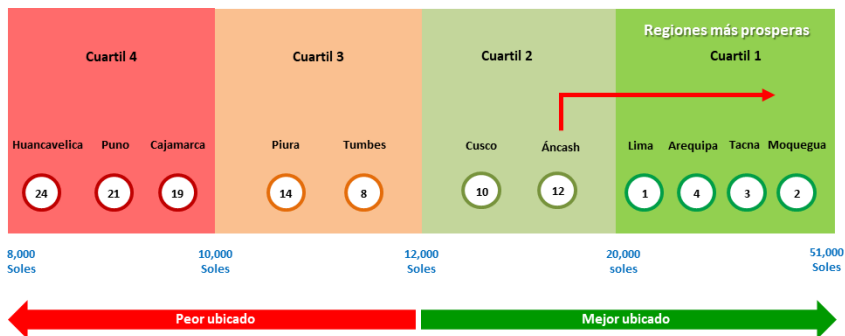 Regiones más prosperas
Cuartil 4
Cuartil 3
Cuartil 2
Cuartil 1
Huancavelica
Puno
Cajamarca
Piura
Tumbes
Cusco
Áncash
Lima
Arequipa
Tacna
Moquegua
24
21
19
14
8
10
12
1
4
3
2
8,000
Soles
10,000
Soles
12,000
Soles
20,000
soles
51,000
Soles
Peor ubicado
Mejor ubicado